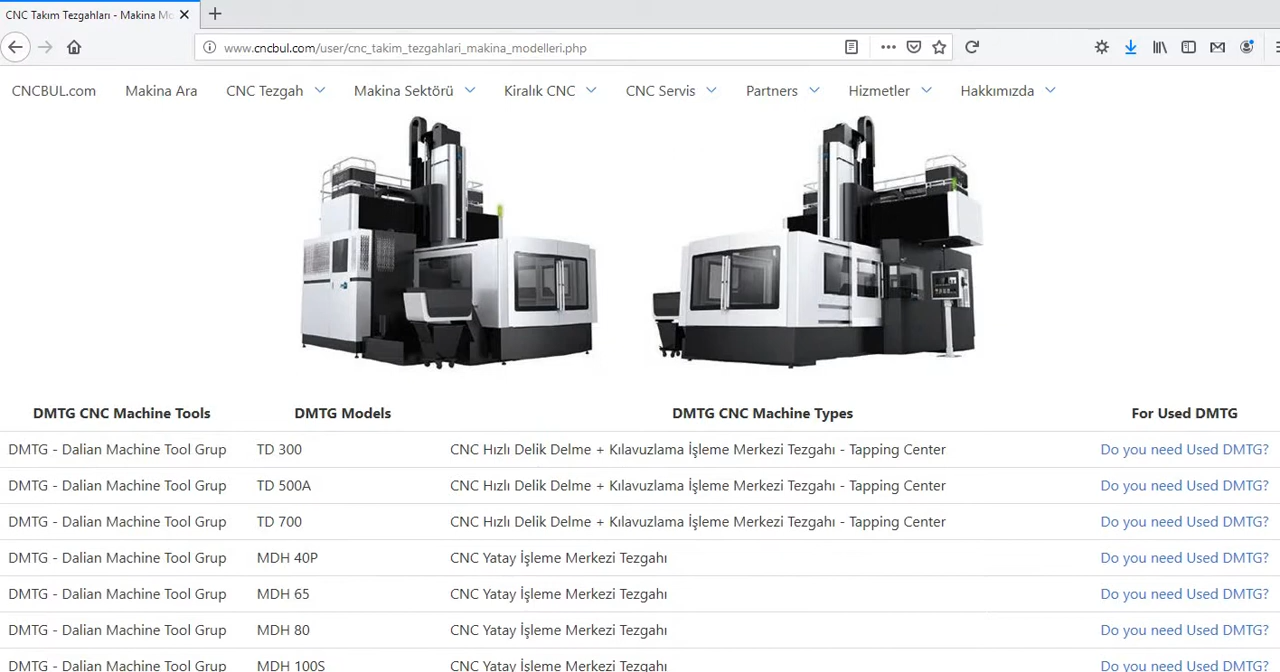 CNC Takım Tezgahları - Makina Mo
www.cncbul.com/user/cnc_takim_tezgahlari_makina_modelleri.php
CNCBUL.com Makina Ara CNC Tezgah Makina Sektörü Kiralık CNC CNC Servis Partners Hizmetler Hakkımızda
DMTG CNC Machine Tools DMTG Models DMTG CNC Machine Types For Used DMTG
DMTG - Dalian Machine Tool Grup TD 300 CNC Hızlı Delik Delme + Kılavuzlama İşleme Merkezi Tezgahı - Tapping Center Do you need Used DMTG?
DMTG - Dalian Machine Tool Grup TD 500A CNC Hızlı Delik Delme + Kılavuzlama İşleme Merkezi Tezgahı - Tapping Center Do you need Used DMTG?
DMTG - Dalian Machine Tool Grup TD 700 CNC Hızlı Delik Delme + Kılavuzlama İşleme Merkezi Tezgahı - Tapping Center Do you need Used DMTG?
DMTG - Dalian Machine Tool Grup MDH 40P CNC Yatay İşleme Merkezi Tezgahı Do you need Used DMTG?
DMTG - Dalian Machine Tool Grup MDH 65 CNC Yatay İşleme Merkezi Tezgahı Do you need Used DMTG?
DMTG - Dalian Machine Tool Grup MDH 80 CNC Yatay İşleme Merkezi Tezgahı Do you need Used DMTG?
DMTG - Dalian Machine Tool Grup MDH 100S CNC Yatay İşleme Merkezi Tezgahı Do you need Used DMTG?